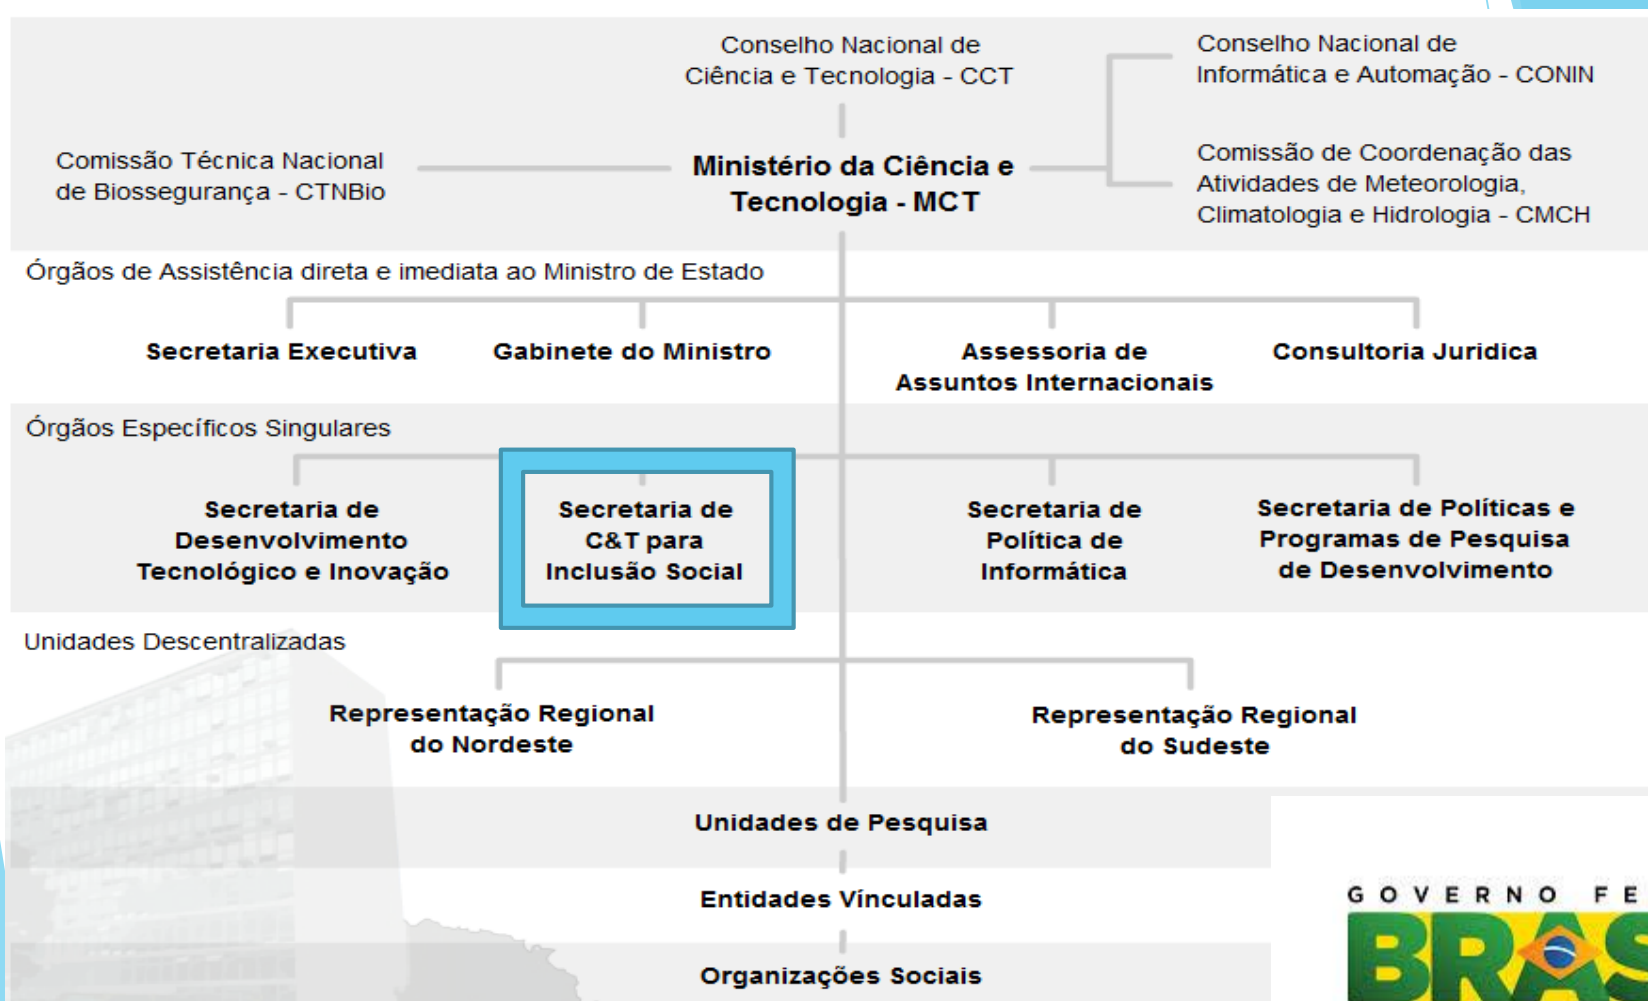 Conselho Nacional de
Ciência e Tecnologia - CCT
Conselho Nacional de
Informática e Automação - CONIN
Comissão Técnica Nacional
de Biossegurança - CTNBio
Ministério da Ciência e
Tecnologia - MCT
Comissão de Coordenação das
Atividades de Meteorologia,
Climatologia e Hidrologia - CMCH
Órgãos de Assistência direta e imediata ao Ministro de Estado
Secretaria Executiva
Gabinete do Ministro
Assessoria de
Assuntos Internacionais
Consultoria Juridica
Órgãos Específicos Singulares
Secretaria de
Desenvolvimento
Tecnológico e Inovação
Secretaria de
C&T para
Inclusão Social
Secretaria de
Política de
Informática
Secretaria de Políticas e
Programas de Pesquisa
de Desenvolvimento
Unidades Descentralizadas
Representação Regional
do Nordeste
Representação Regional
do Sudeste
Unidades de Pesquisa
Entidades Vínculadas
Organizações Sociais
GOVERNO FE
BRAS